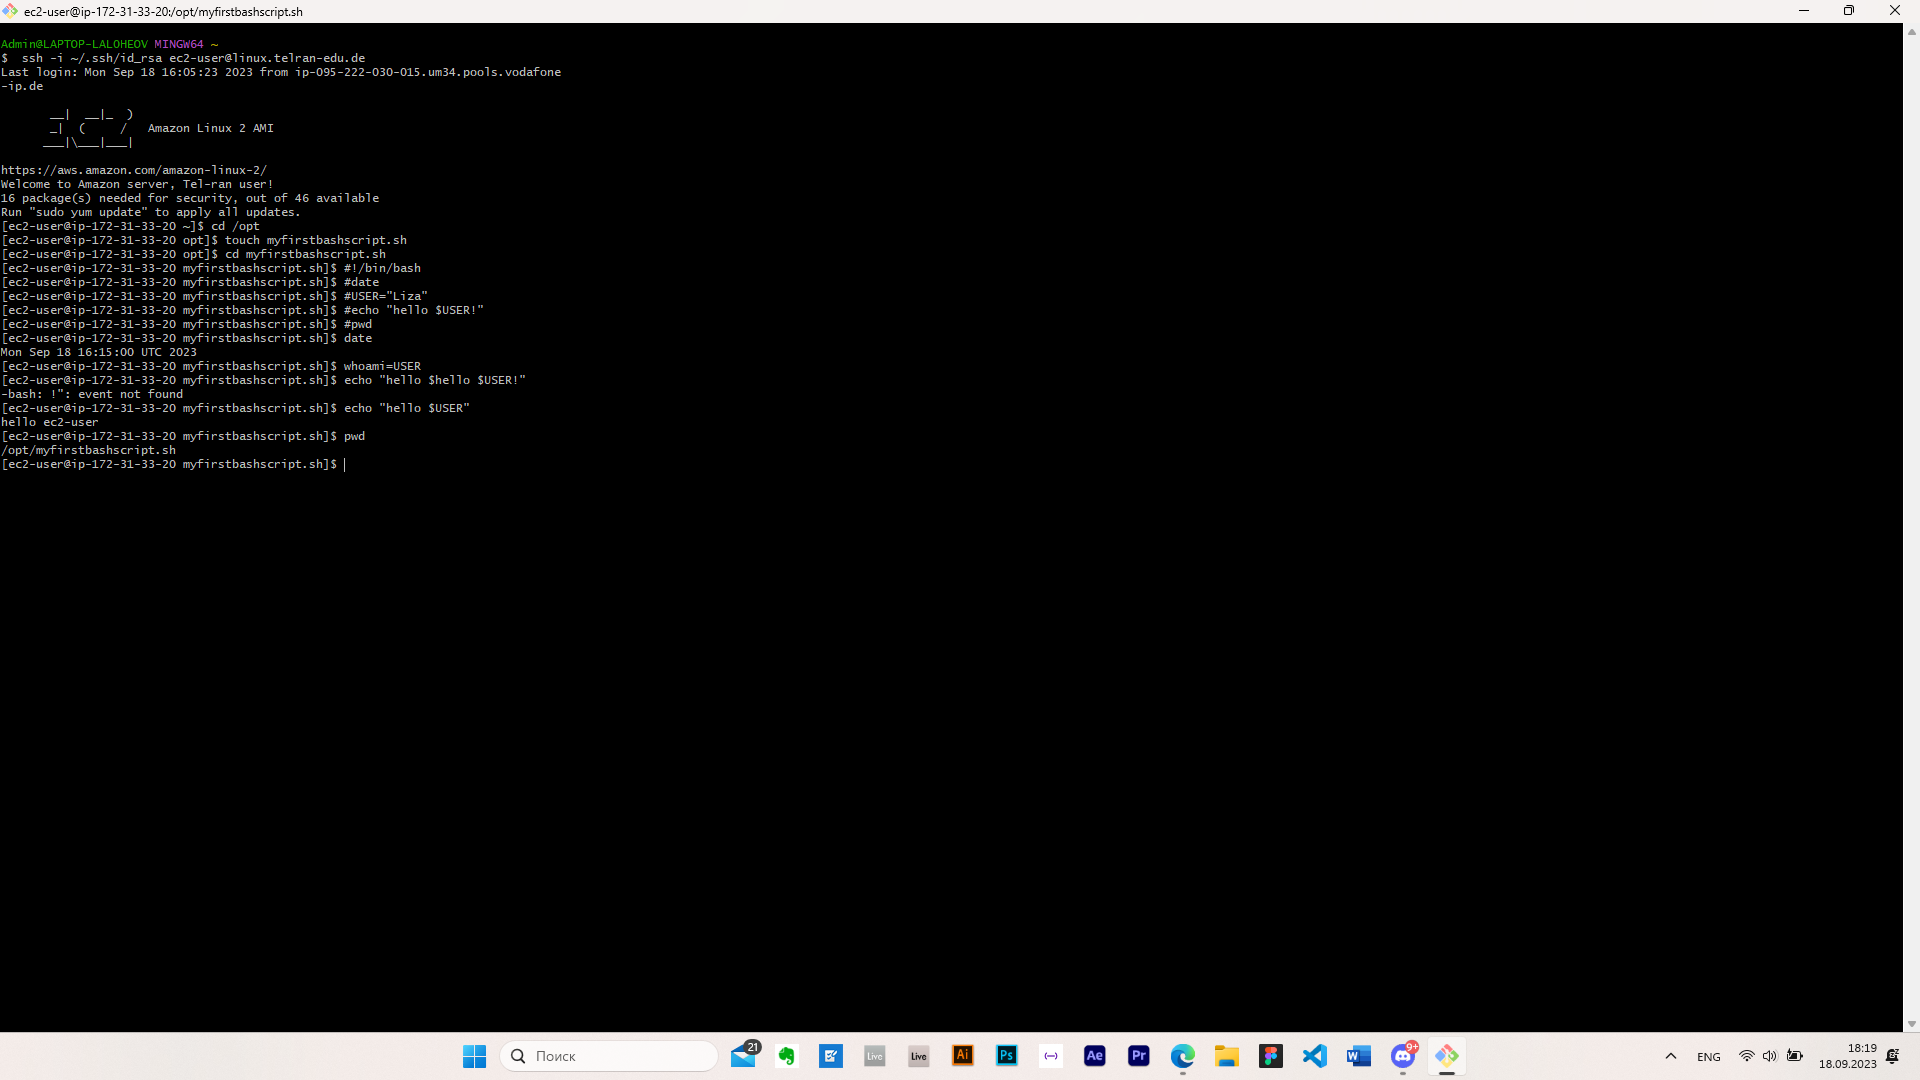 ec2-user@ip-172-31-33-20:/opt/myfirstbashscript.sh
Admin@LAPTOP-LALOHEOV MINGW64 ~
$  ssh -i ~/.ssh/id_rsa ec2-user@linux.telran-edu.de
Last login: Mon Sep 18 16:05:23 2023 from ip-095-222-030-015.um34.pools.vodafone
-ip.de
       __|  __|_  )
       _|  (     /   Amazon Linux 2 AMI
      ___|\___|___|
https://aws.amazon.com/amazon-linux-2/
Welcome to Amazon server, Tel-ran user!
16 package(s) needed for security, out of 46 available
Run "sudo yum update" to apply all updates.
[ec2-user@ip-172-31-33-20 ~]$ cd /opt
[ec2-user@ip-172-31-33-20 opt]$ touch myfirstbashscript.sh
[ec2-user@ip-172-31-33-20 opt]$ cd myfirstbashscript.sh
[ec2-user@ip-172-31-33-20 myfirstbashscript.sh]$ #!/bin/bash
[ec2-user@ip-172-31-33-20 myfirstbashscript.sh]$ #date
[ec2-user@ip-172-31-33-20 myfirstbashscript.sh]$ #USER="Liza"
[ec2-user@ip-172-31-33-20 myfirstbashscript.sh]$ #echo "hello $USER!"
[ec2-user@ip-172-31-33-20 myfirstbashscript.sh]$ #pwd
[ec2-user@ip-172-31-33-20 myfirstbashscript.sh]$ date
Mon Sep 18 16:15:00 UTC 2023
[ec2-user@ip-172-31-33-20 myfirstbashscript.sh]$ whoami=USER
[ec2-user@ip-172-31-33-20 myfirstbashscript.sh]$ echo "hello $hello $USER!"
-bash: !": event not found
[ec2-user@ip-172-31-33-20 myfirstbashscript.sh]$ echo "hello $USER"
hello ec2-user
[ec2-user@ip-172-31-33-20 myfirstbashscript.sh]$ pwd
/opt/myfirstbashscript.sh
[ec2-user@ip-172-31-33-20 myfirstbashscript.sh]$
Поиск
21
Live
Live
Ai
Ps
Ae
Pr
W
9+
ENG
18:19
18.09.2023